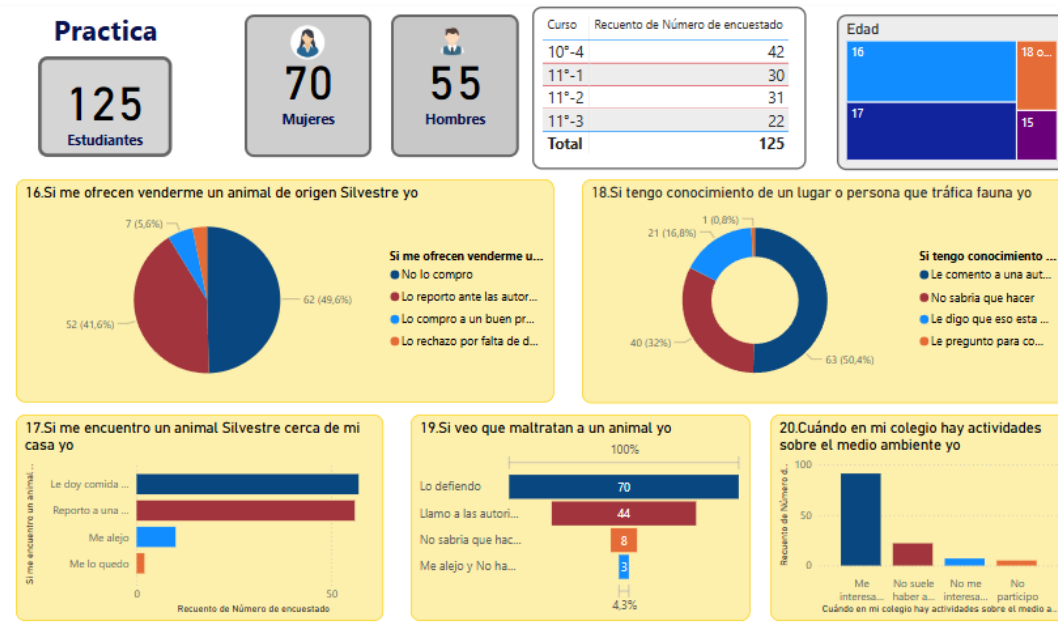 Practica
125
Estudiantes
70
Mujeres
55
Hombres
Curso Recuento de Número de encuestado
10°-4 42
11°-1 30
11°-2 31
11°-3 22
Total 125
Edad
16
18 o...
17
15
16.Si me ofrecen venderme un animal de origen Silvestre yo
7 (5,6%)
62 (49,6%)
52 (41,6%)
Si me ofrecen venderme u...
No lo compro
Lo reporto ante las autor...
Lo compro a un buen pr...
Lo rechazo por falta de d...
18.Si tengo conocimiento de un lugar o persona que tráfica fauna yo
1 (0,8%)
21 (16,8%)
40 (32%)
63 (50,4%)
Si tengo conocimiento ...
Le comento a una aut...
No sabria que hacer
Le digo que eso esta ...
Le pregunto para co...
17.Si me encuentro un animal Silvestre cerca de mi
casa yo
Si me encuentro un animal...
Le doy comida ...
Reporto a una ...
Me alejo
Me lo quedo
0 50
Recuento de Número de encuestado
19.Si veo que maltratan a un animal yo
100%
Lo defiendo 70
Llamo a las autori... 44
No sabria que hac... 8
Me alejo y No ha... 3
4,3%
20.Cuándo en mi colegio hay actividades
sobre el medio ambiente yo
Recuento de Número d...
100
50
0
Me No suele No me No
interesa... haber a... interesa... participo
Cuándo en mi colegio hay actividades sobre el medio a...